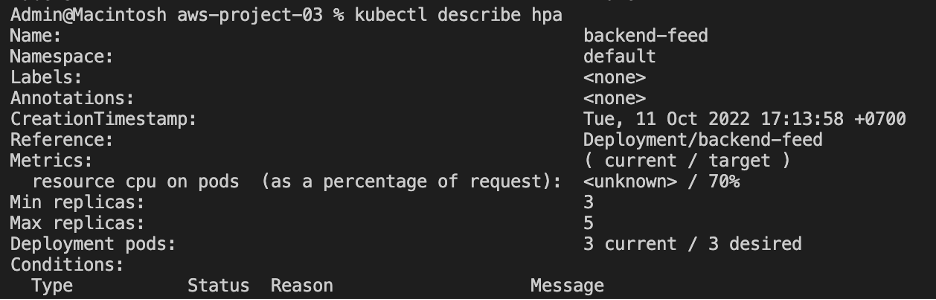 Admin@Macintosh aws-project-03 % kubectl describe hpa
Name: backend-feed
Namespace: default
Labels: <none>
Annotations: <none>
CreationTimestamp: Tue, 11 Oct 2022 17:13:58 +0700
Reference: Deployment/backend-feed
Metrics: ( current / target )
resource cpu on pods (as a percentage of request): <unknown> / 70%
Min replicas: 3
Max replicas: 5
Deployment pods: 3 current / 3 desired
Conditions:
Type Status Reason Message